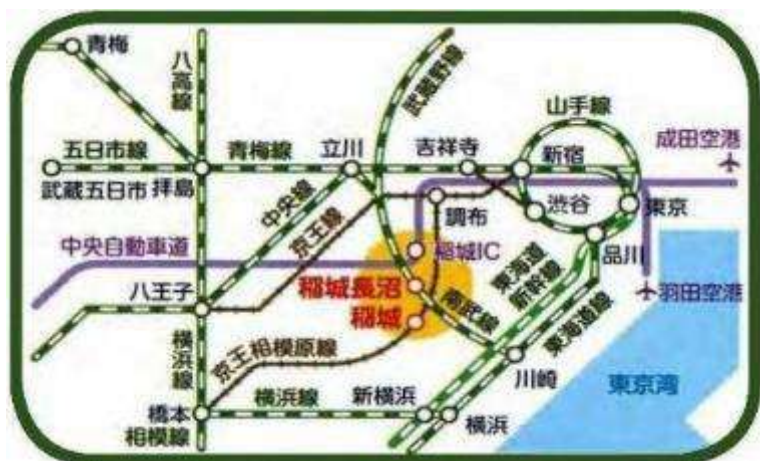 青梅
八高線
武蔵野線
山手線
成田空港
五日市線
青梅線
立川
吉祥寺
新宿
武蔵五日市
拝島
中央線
京王線
調布
渋谷
東京
中央自動車道
稲城IC
品川
八王子
稲城長沼
稲城
南武線
東海道
新幹線
東海道線
羽田空港
横浜線
京王相模原線
川崎
東京湾
橋本
相模線
横浜線
新横浜
横浜